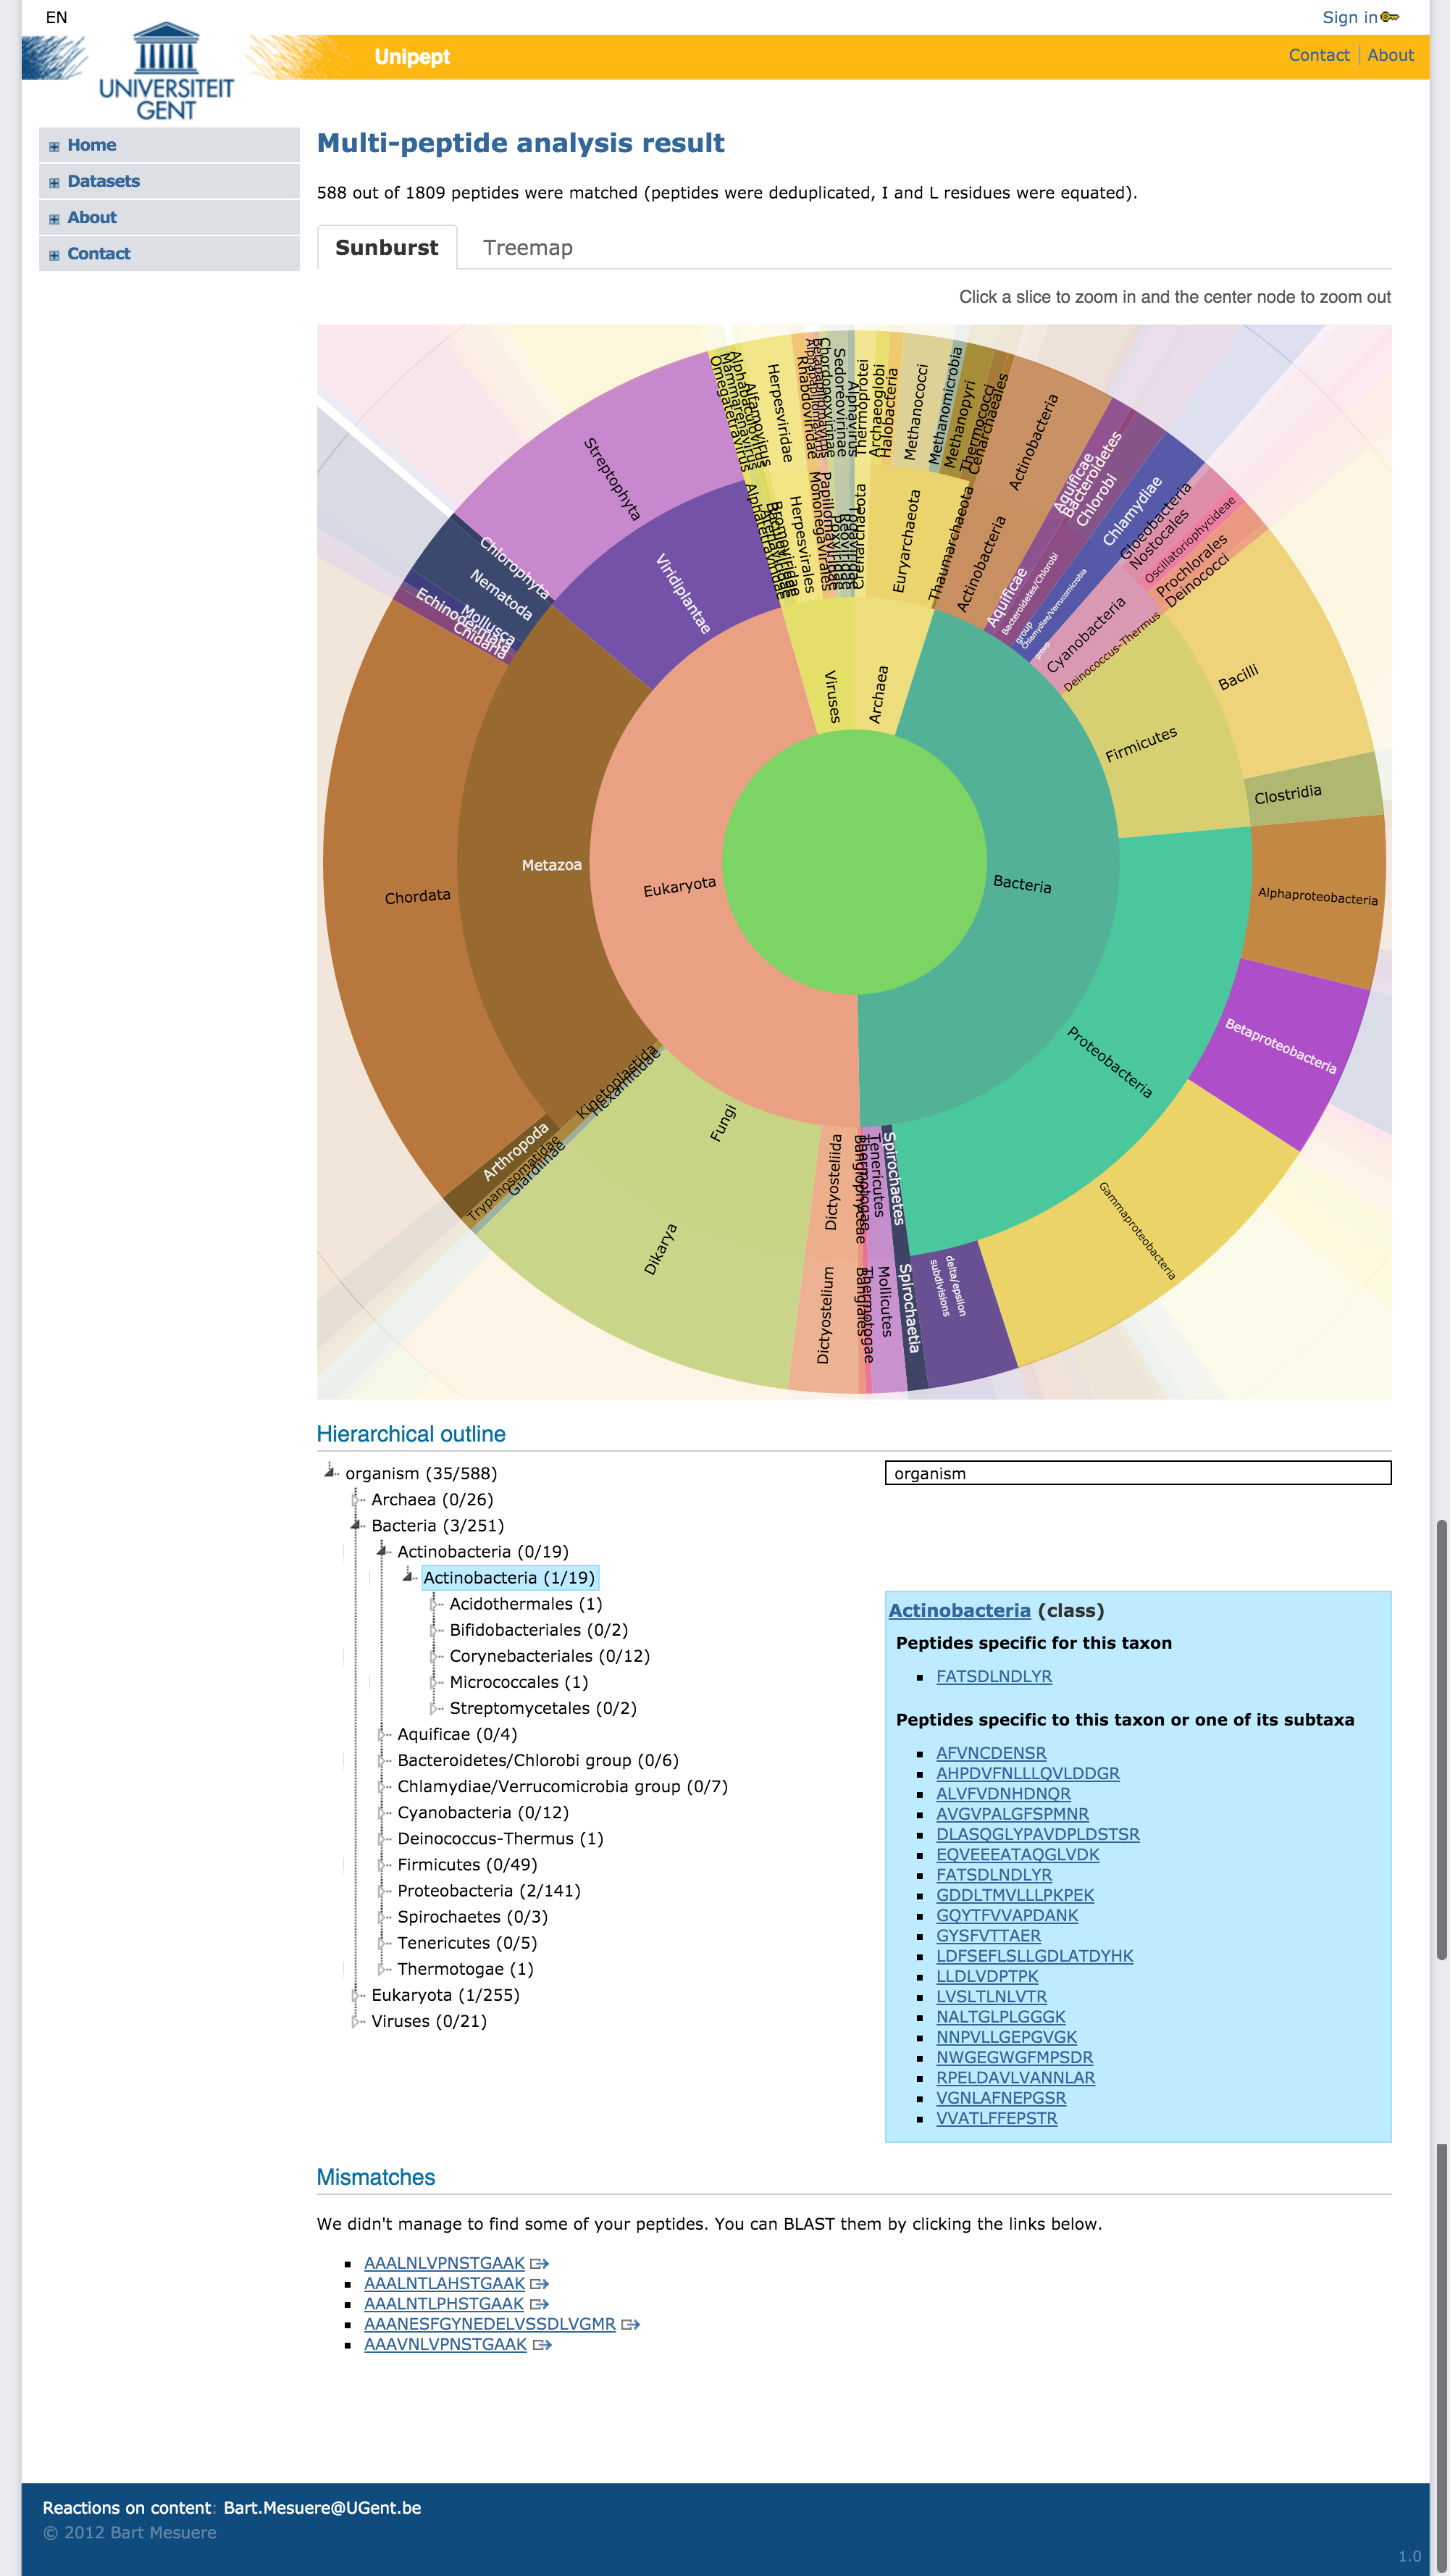 EN
Sign in
UNIVERSITEIT
GENT
Unipept
Contact
About
Home
Datasets
About
Contact
Multi-peptide analysis result
588 out of 1809 peptides were matched (peptides were deduplicated, I and L residues were equated).
Sunburst
Treemap
Click a slice to zoom in and the center node to zoom out
Viruses
Archaea
Bacteria
Eukaryota
Viridiplantae
Streptophyta
Chlorophyta
Nematoda
Mollusca
Echinodermata
Cnidaria
Metazoa
Chordata
Arthropoda
Kinetoplastida
Trypanosomatidae
Hexamitidae
Giardiinae
Fungi
Dikarya
Dictyosteliida
Dictyostelium
Bangiophyceae
Bangiales
Thermotogae
Thermotogae
Tenericutes
Mollicutes
Spirochaetes
Spirochaetia
Proteobacteria
delta/epsilon
subdivisions
Gammaproteobacteria
Betaproteobacteria
Alphaproteobacteria
Firmicutes
Clostridia
Bacilli
Deinococcus-Thermus
Deinococci
Cyanobacteria
Prochlorales
Oscillatoriophycideae
Nostocales
Gloeobacteria
Chlamydiae/Verrucomicrobia
group
Chlamydiae
Bacteroidetes/Chlorobi
group
Chlorobi
Bacteroidetes
Aquificae
Aquificae
Actinobacteria
Actinobacteria
Thaumarchaeota
Cenarchaeales
Euryarchaeota
Thermococci
Methanopyri
Methanomicrobia
Methanococci
Halobacteria
Archaeoglobi
Crenarchaeota
Thermoprotei
Alphavirus
Sedoreovirinae
Chordopoxvirinae
Rhabdoviridae
Mononegavirales
Herpesvirales
Herpesviridae
Alfamovirus
Bromoviridae
Omegatetravirus
Hierarchical outline
organism (35/588)
Archaea (0/26)
Bacteria (3/251)
Actinobacteria (0/19)
Actinobacteria (1/19)
Acidothermales (1)
Bifidobacteriales (0/2)
Corynebacteriales (0/12)
Micrococcales (1)
Streptomycetales (0/2)
Aquificae (0/4)
Bacteroidetes/Chlorobi group (0/6)
Chlamydiae/Verrucomicrobia group (0/7)
Cyanobacteria (0/12)
Deinococcus-Thermus (1)
Firmicutes (0/49)
Proteobacteria (2/141)
Spirochaetes (0/3)
Tenericutes (0/5)
Thermotogae (1)
Eukaryota (1/255)
Viruses (0/21)
organism
Actinobacteria (class)
Peptides specific for this taxon
FATSDLNDLYR
Peptides specific to this taxon or one of its subtaxa
AFVNCDENSR
AHPDVFNLLLQVLDDGR
ALVFVDNHDNQR
AVGVPALGFSPMNR
DLASQGLYPAVDPLDSTSR
EQVEEEATAQGLVDK
FATSDLNDLYR
GDDLTMVLLLPKPEK
GQYTFVVAPDANK
GYSFVTTAER
LDFSEFLSLLGDLATDYHK
LLDLVDPTPK
LVSLTLNLVTR
NALTGLPLGGGK
NNPVLLGEPGVGK
NWGEGWGFMPSDR
RPELDAVLVANNLAR
VGNLAFNEPGSR
VVATLFFEPSTR
Mismatches
We didn't manage to find some of your peptides. You can BLAST them by clicking the links below.
AAALNLVPNSTGAAK
AAALNTLAHSTGAAK
AAALNTLPHSTGAAK
AAANESFGYNEDELVSSDLVGMR
AAAVNLVPNSTGAAK
Reactions on content: Bart.Mesuere@UGent.be
© 2012 Bart Mesuere
1.0